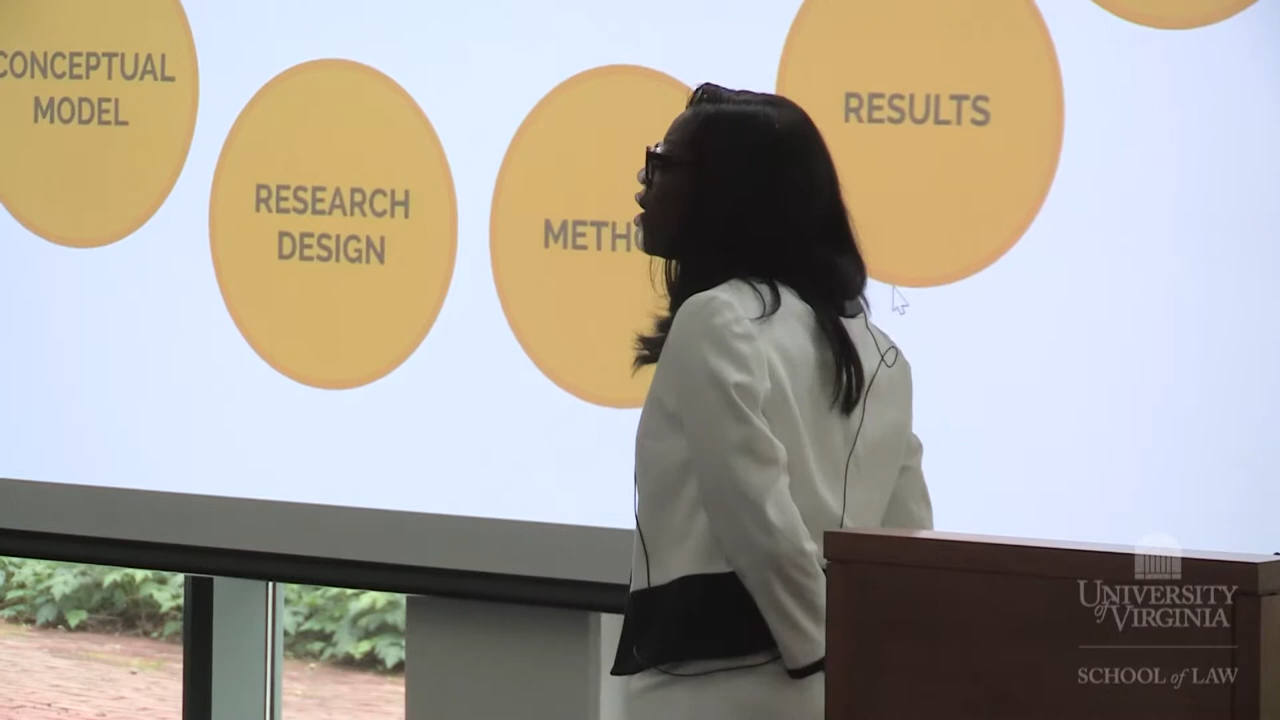 CONCEPTUAL
MODEL
RESEARCH
DESIGN
RESULTS
UNIVERSITY
of VIRGINIA
SCHOOL of LAW